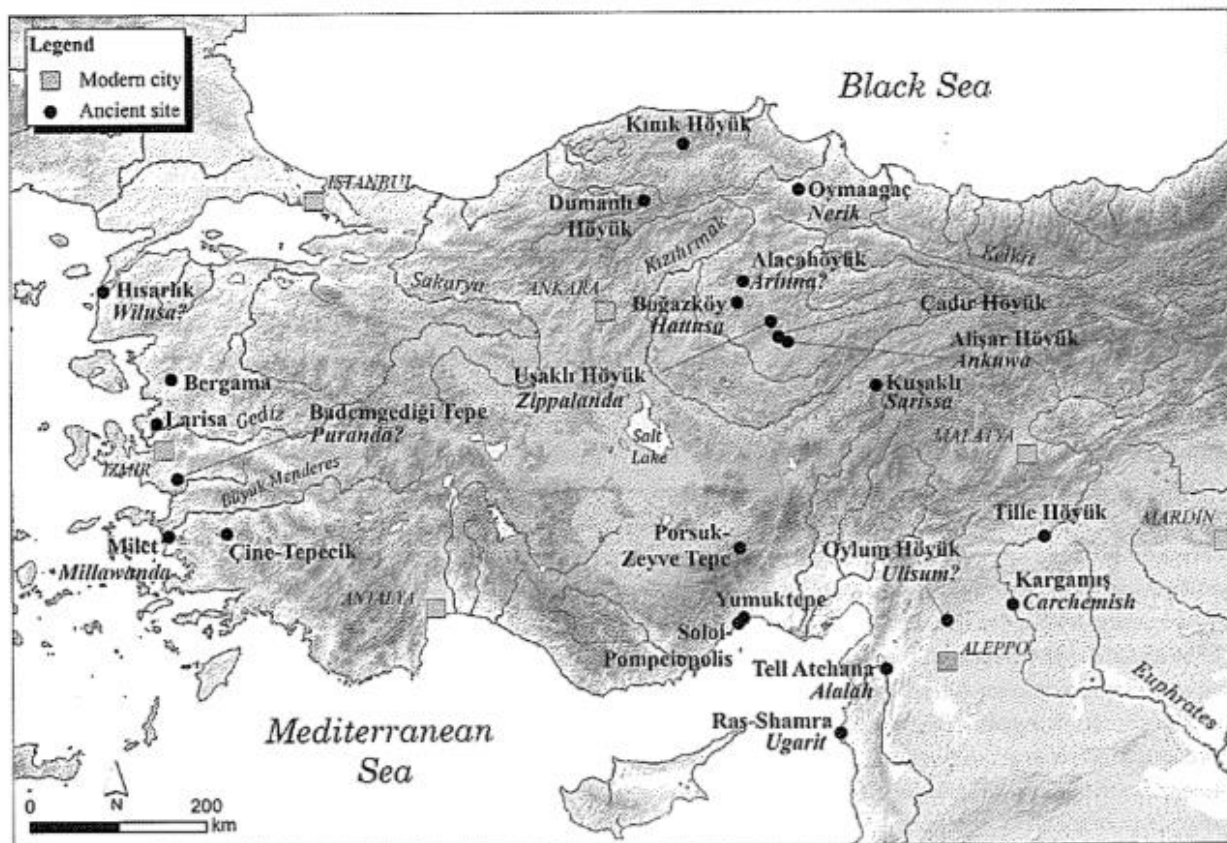 Legend
Modern city
Ancient site
Black Sea
Kınık Höyük
ISTANBUL
Oymaagaç
Nerik
Dumanlı
Höyük
Kızılırmak
Kelkit
Alacahöyük
Arinna?
Hısarlık
Wilusa?
Sakarya
ANKARA
Boğazköy
Hattusa
Çadır Höyük
Alişar Höyük
Ankuwa
Bergama
Uşaklı Höyük
Zippalanda
Kuşaklı
Sarissa
Larisa
Gediz
Bademgediği Tepe
Puranda?
Salt
Lake
MALATYA
IZMIR
Büyük Menderes
Milet
Millawanda
Çine-Tepecik
Porsuk-
Zeyve Tepe
Oylum Höyük
Ulisum?
Tille Höyük
MARDIN
Kargamış
Carchemish
ANTALYA
Yumuktepe
Soloi-
Pompeiopolis
ALEPPO
Tell Atchana
Alalah
Euphrates
Ras-Shamra
Ugarit
Mediterranean
Sea
N
0 200
km